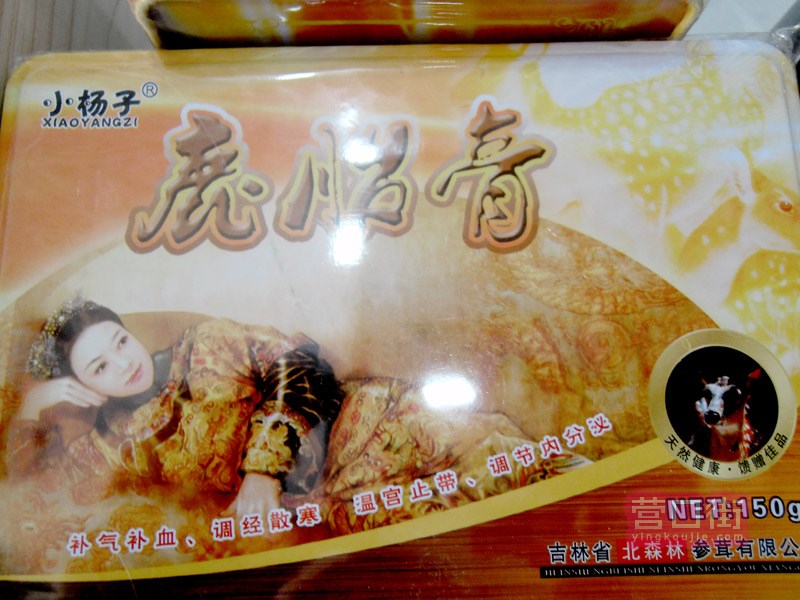 小杨子®
XIAOYANGZI
鹿胎膏
补气补血、调经散寒 温宫止带、调节内分泌
天然健康·馈赠佳品
NET:150g
营口街
yingkoujie.com
吉林省 北森林 参茸有限公